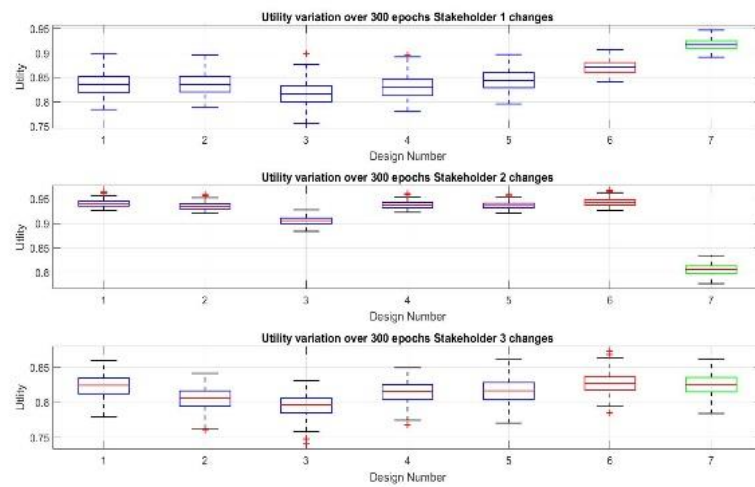 Utility variation over 300 epochs Stakeholder 1 changes
0.95
0.9
0.85
0.8
0.75
Utility
1 2 3 4 5 6 7
Design Number
Utility variation over 300 epochs Stakeholder 2 changes
0.95
0.9
0.85
0.8
Utility
1 2 3 4 5 6 7
Design Number
Utility variation over 300 epochs Stakeholder 3 changes
0.85
0.8
0.75
Utility
1 2 3 4 5 6 7
Design Number